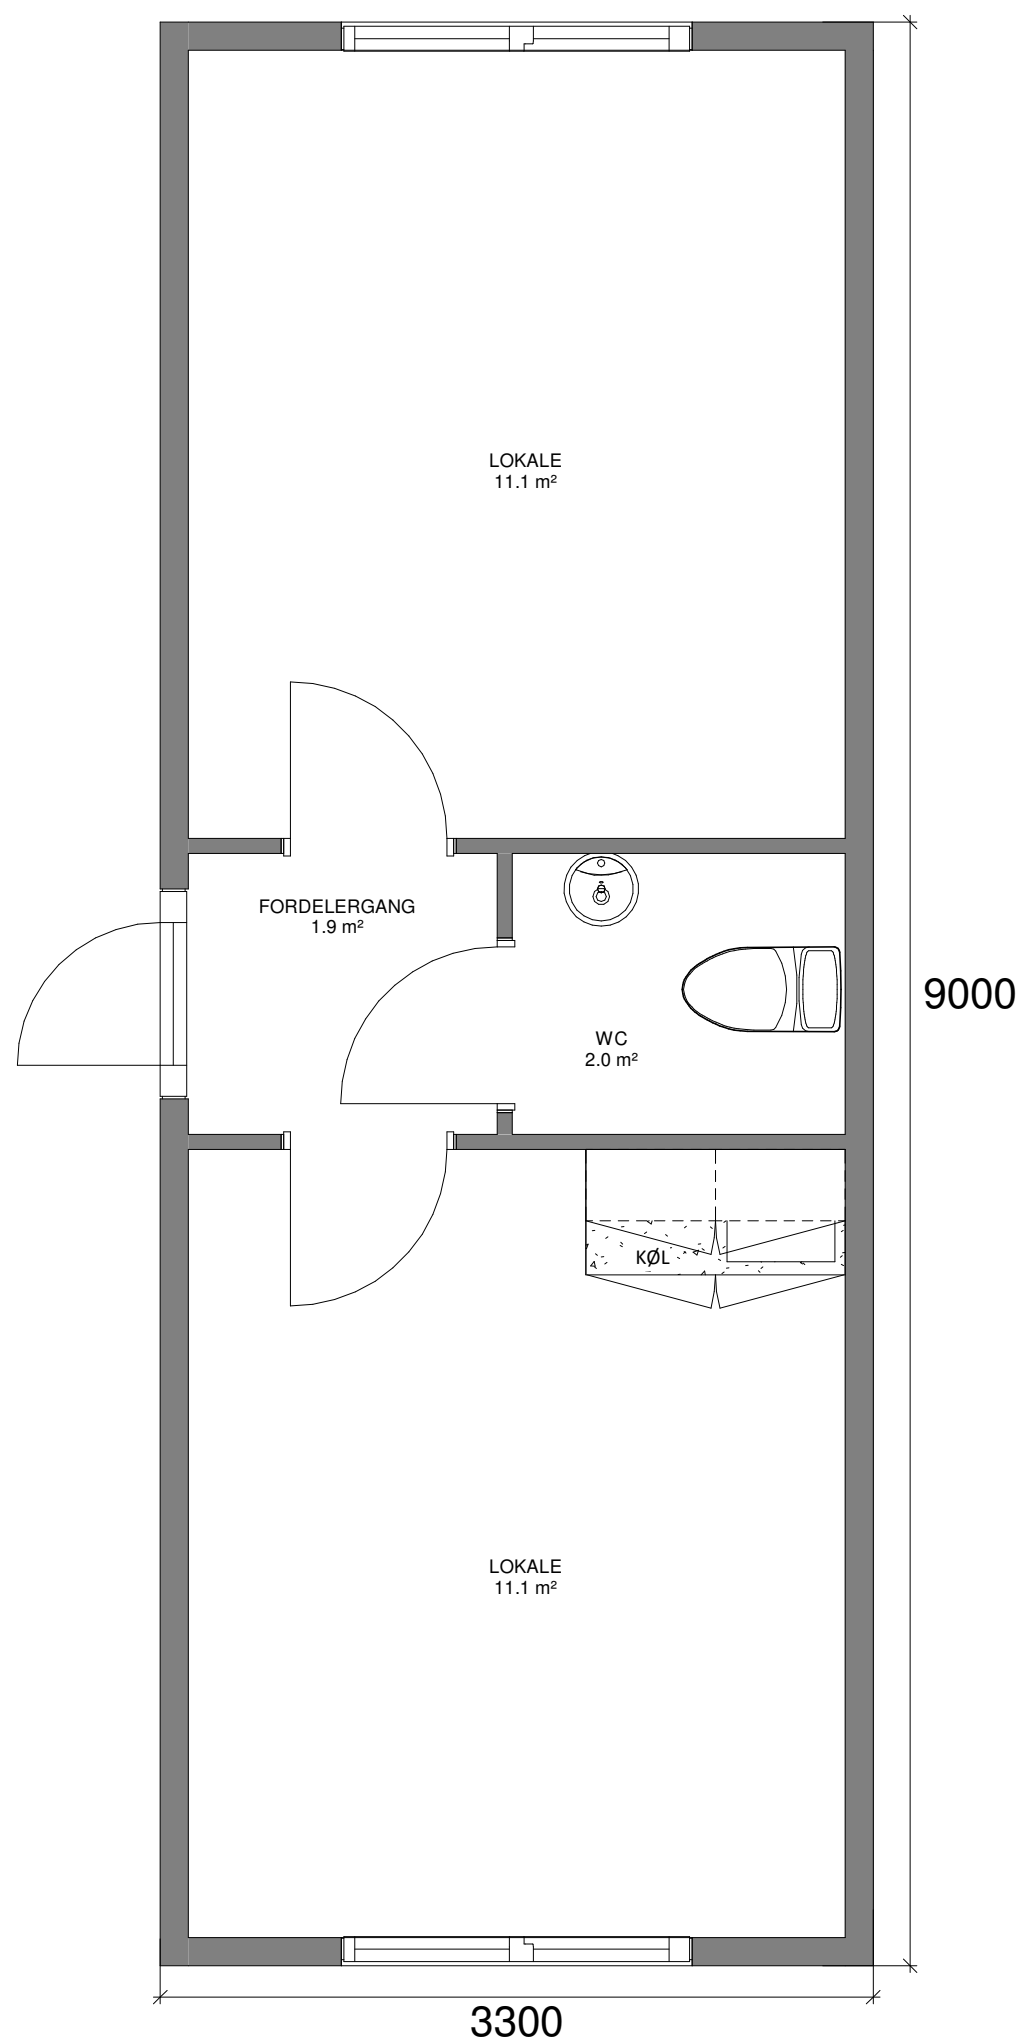 LOKALE
11.1 m²
FORDELERGANG
1.9 m²
9000
WC
2.0 m²
KØL
LOKALE
11.1 m²
3300